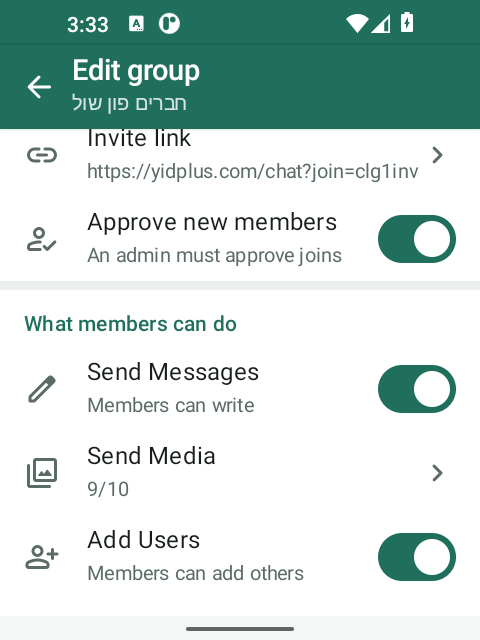 3:33
A
Edit group
חברים פון שול
Invite link
https://yidplus.com/chat?join=clg1inv
Approve new members
An admin must approve joins
What members can do
Send Messages
Members can write
Send Media
9/10
Add Users
Members can add others